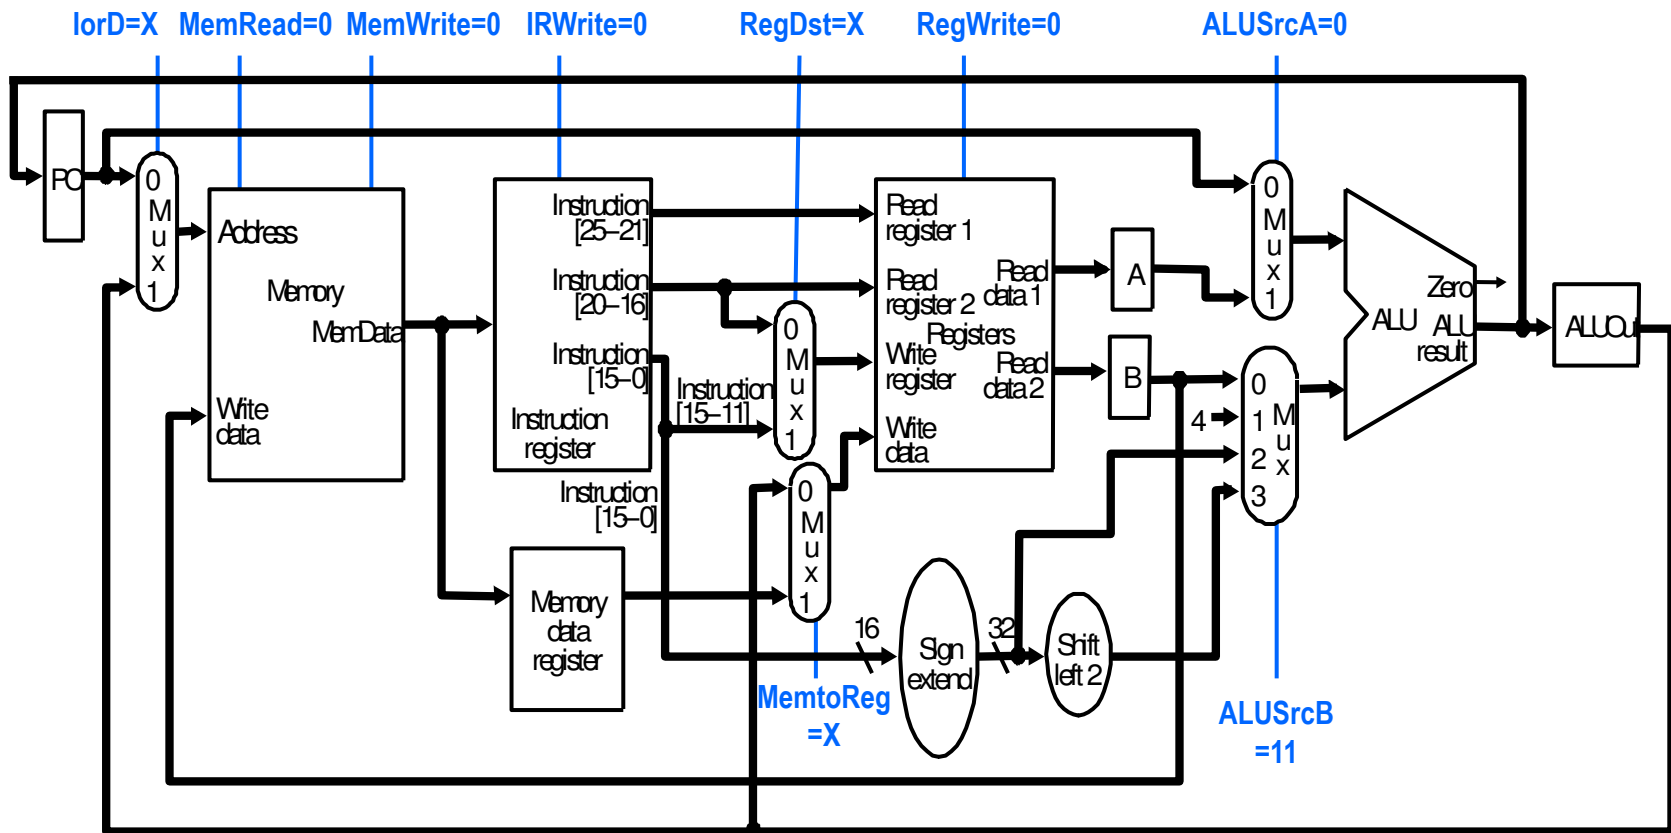 IorD=X MemRead=0 MemWrite=0 IRWrite=0 RegDst=X RegWrite=0 ALUSrcA=0
PC
0
M
u
x
1
Address
Memory
MemData
Write
data
Instruction
[25–21]
Instruction
[20–16]
Instruction
[15–0]
Instruction
register
Instruction
[15–11]
Instruction
[15–0]
Memory
data
register
0
M
u
x
1
0
M
u
x
1
MemtoReg
=X
Read
register 1
Read
register 2
Registers
Write
register
Write
data
Read
data 1
Read
data 2
16
Sign
extend
32
Shift
left 2
A
B
4
0
M
u
x
1
0
1
2
3
M
u
x
ALUSrcB
=11
Zero
ALU
ALU
result
ALUOut